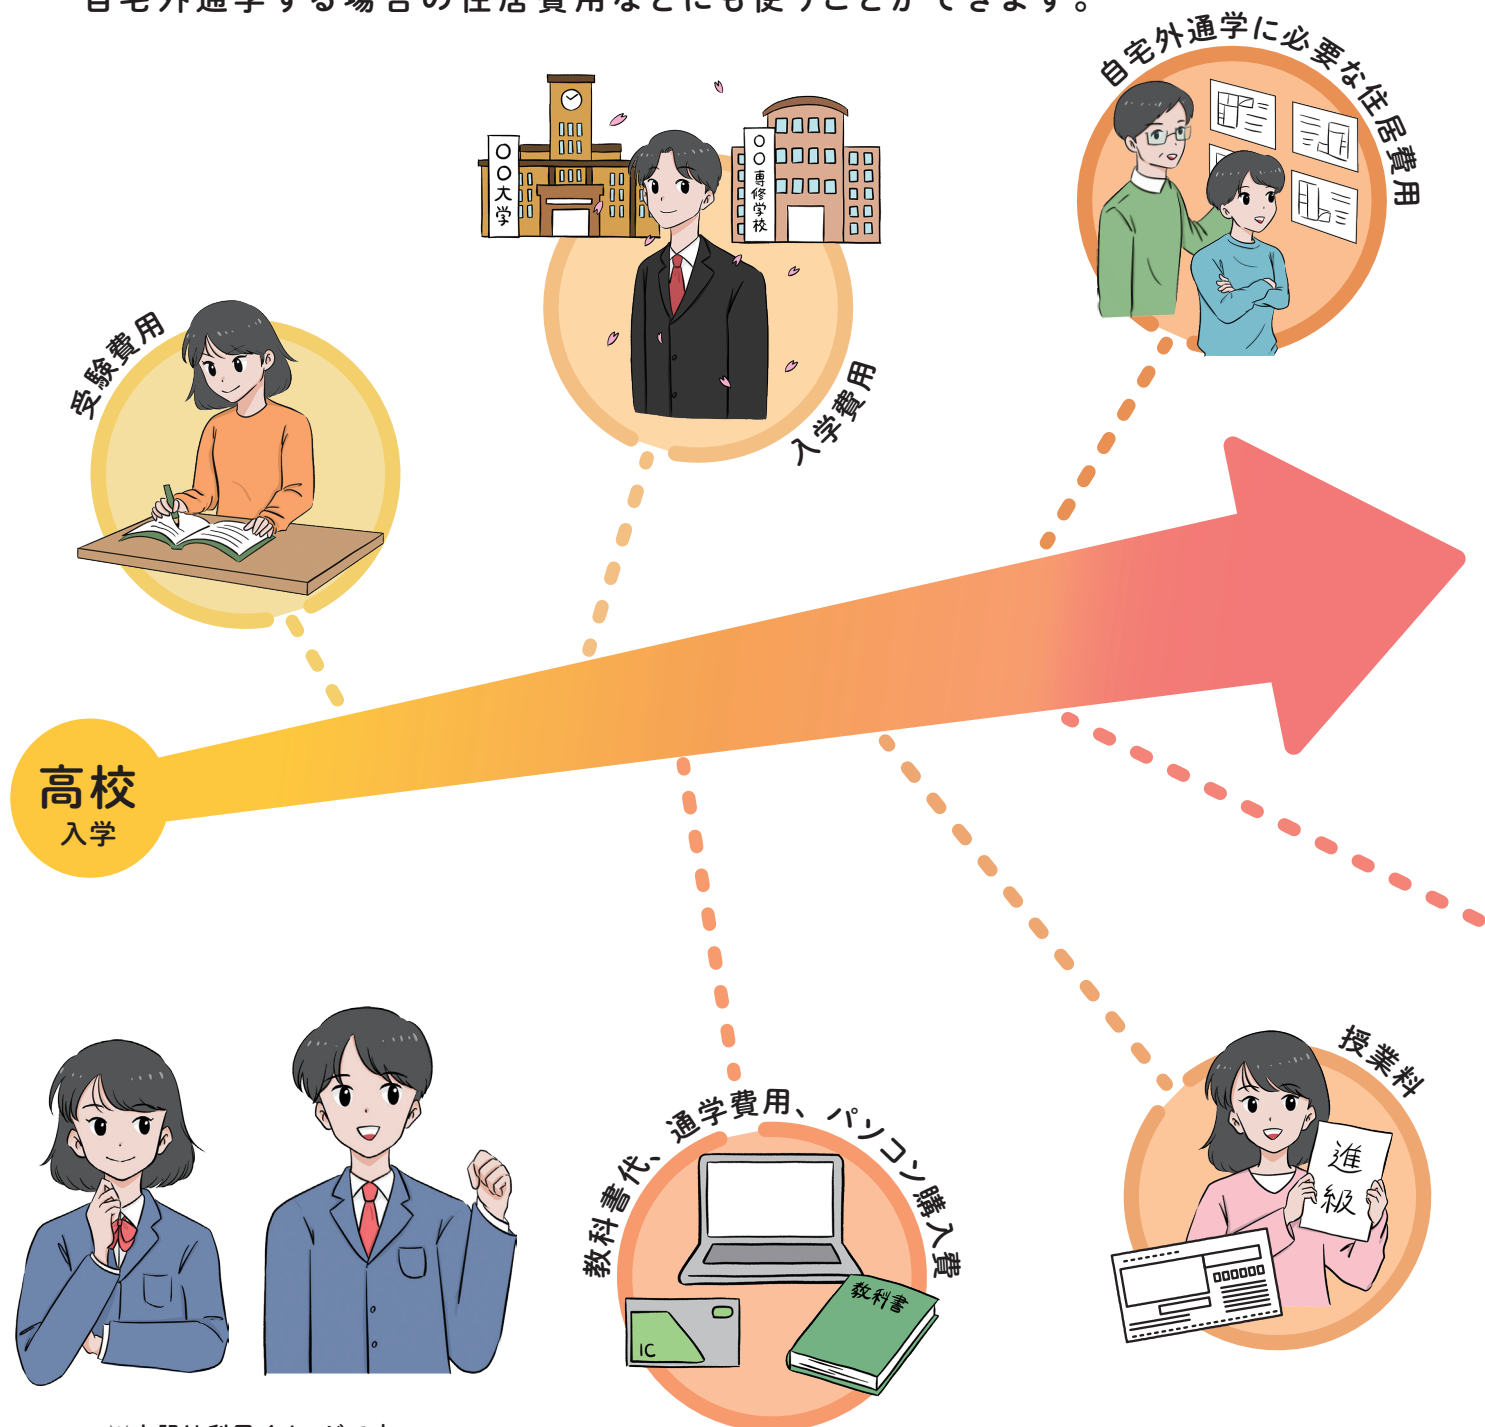 自宅外通学する場合の住居費用などにも使うことができます。
自宅外通学に必要な住居費用
○○大学
○○専修学校
受験費用
入学費用
高校
入学
教科書代、通学費用、パソコン購入費
教科書
IC
授業料
進級